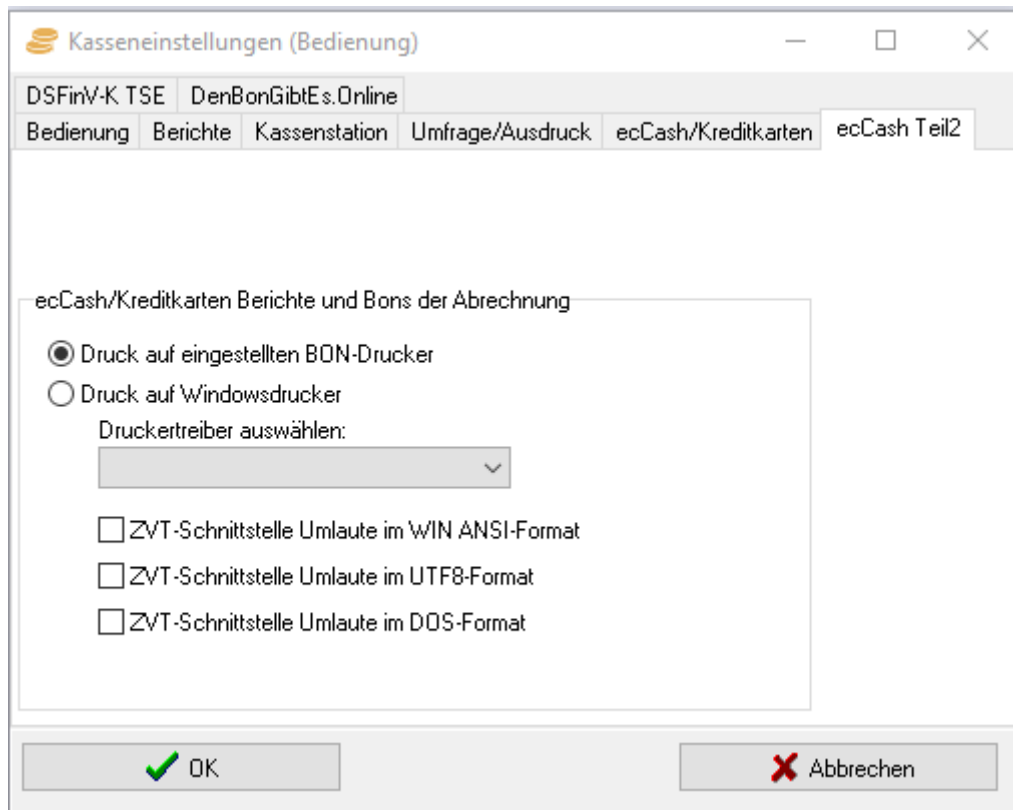 Kasseneinstellungen (Bedienung)
DSFinV-K TSE DenBonGibtEs.Online
Bedienung Berichte Kassenstation Umfrage/Ausdruck ecCash/Kreditkarten ecCash Teil2
ecCash/Kreditkarten Berichte und Bons der Abrechnung
Druck auf eingestellten BON-Drucker
Druck auf Windowsdrucker
Druckertreiber auswählen:
ZVT-Schnittstelle Umlaute im WIN ANSI-Format
ZVT-Schnittstelle Umlaute im UTF8-Format
ZVT-Schnittstelle Umlaute im DOS-Format
OK Abbrechen